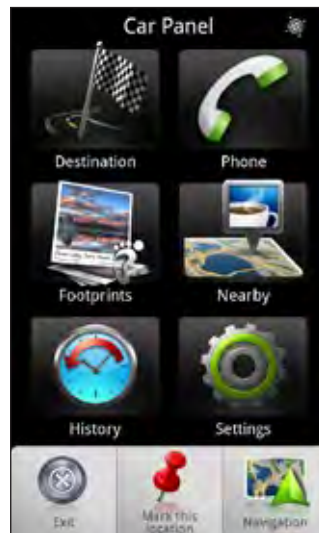 Car Panel
Destination
Phone
Footprints
Nearby
History
Settings
Exit
Mark this
location
Navigation